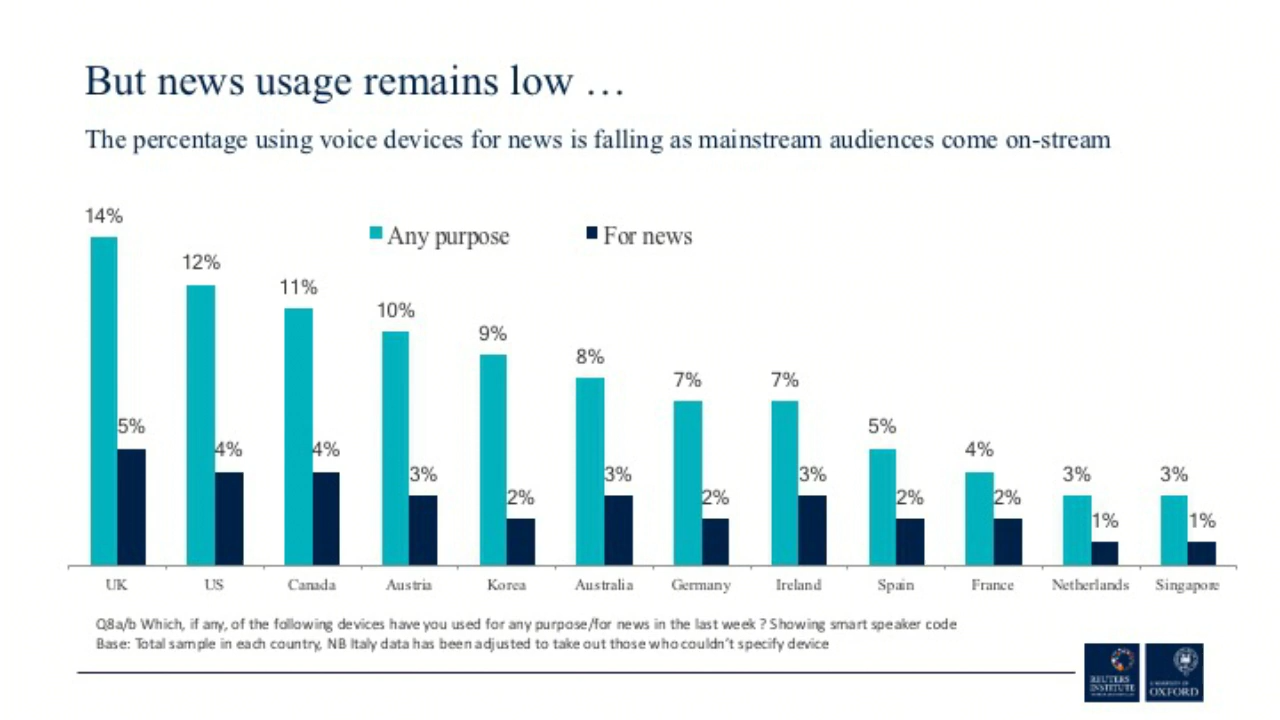 But news usage remains low …
The percentage using voice devices for news is falling as mainstream audiences come on-stream
Any purpose For news
14% 12% 11% 10% 9% 8% 7% 7% 5% 4% 3% 3%
5% 4% 4% 3% 2% 3% 2% 3% 2% 2% 1% 1%
UK US Canada Austria Korea Australia Germany Ireland Spain France Netherlands Singapore
Q8a/b Which, if any, of the following devices have you used for any purpose/for news in the last week ? Showing smart speaker code
Base: Total sample in each country, NB Italy data has been adjusted to take out those who couldn't specify device
REUTERS
INSTITUTE
UNIVERSITY OF
OXFORD